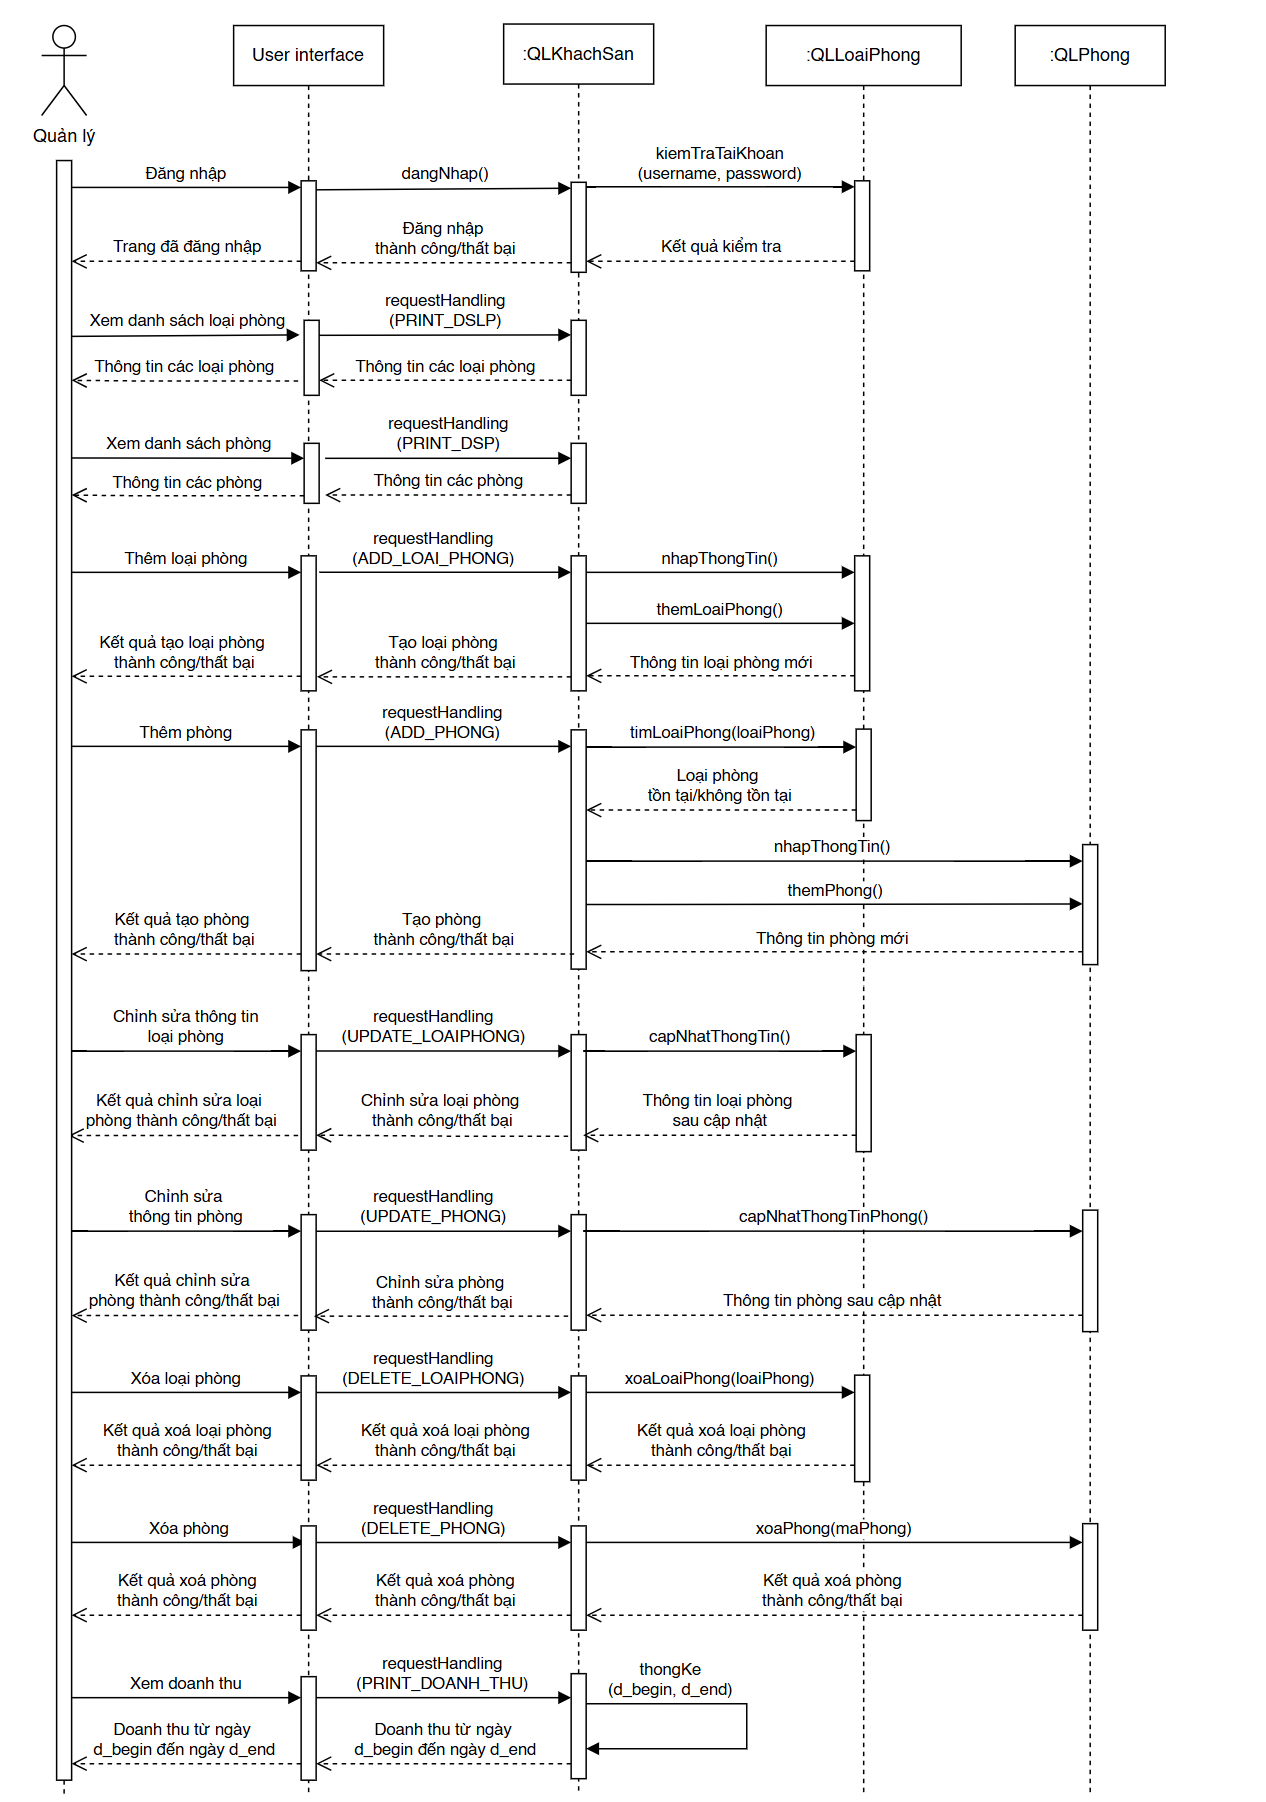 User interface
:QLKhachSan
:QLLoaiPhong
:QLPhong
Quản lý
Đăng nhập
dangNhap()
kiemTraTaiKhoan
(username, password)
Trang đã đăng nhập
Đăng nhập
thành công/thất bại
Kết quả kiểm tra
Xem danh sách loại phòng
requestHandling
(PRINT_DSLP)
Thông tin các loại phòng
Thông tin các loại phòng
Xem danh sách phòng
requestHandling
(PRINT_DSP)
Thông tin các phòng
Thông tin các phòng
Thêm loại phòng
requestHandling
(ADD_LOAI_PHONG)
nhapThongTin()
themLoaiPhong()
Kết quả tạo loại phòng
thành công/thất bại
Tạo loại phòng
thành công/thất bại
Thông tin loại phòng mới
Thêm phòng
requestHandling
(ADD_PHONG)
timLoaiPhong(loaiPhong)
Loại phòng
tồn tại/không tồn tại
nhapThongTin()
themPhong()
Kết quả tạo phòng
thành công/thất bại
Tạo phòng
thành công/thất bại
Thông tin phòng mới
Chỉnh sửa thông tin
loại phòng
requestHandling
(UPDATE_LOAIPHONG)
capNhatThongTin()
Kết quả chỉnh sửa loại
phòng thành công/thất bại
Chỉnh sửa loại phòng
thành công/thất bại
Thông tin loại phòng
sau cập nhật
Chỉnh sửa
thông tin phòng
requestHandling
(UPDATE_PHONG)
capNhatThongTinPhong()
Kết quả chỉnh sửa
phòng thành công/thất bại
Chỉnh sửa phòng
thành công/thất bại
Thông tin phòng sau cập nhật
Xóa loại phòng
requestHandling
(DELETE_LOAIPHONG)
xoaLoaiPhong(loaiPhong)
Kết quả xoá loại phòng
thành công/thất bại
Kết quả xoá loại phòng
thành công/thất bại
Kết quả xoá loại phòng
thành công/thất bại
Xóa phòng
requestHandling
(DELETE_PHONG)
xoaPhong(maPhong)
Kết quả xoá phòng
thành công/thất bại
Kết quả xoá phòng
thành công/thất bại
Kết quả xoá phòng
thành công/thất bại
Xem doanh thu
requestHandling
(PRINT_DOANH_THU)
thongKe
(d_begin, d_end)
Doanh thu từ ngày
d_begin đến ngày d_end
Doanh thu từ ngày
d_begin đến ngày d_end